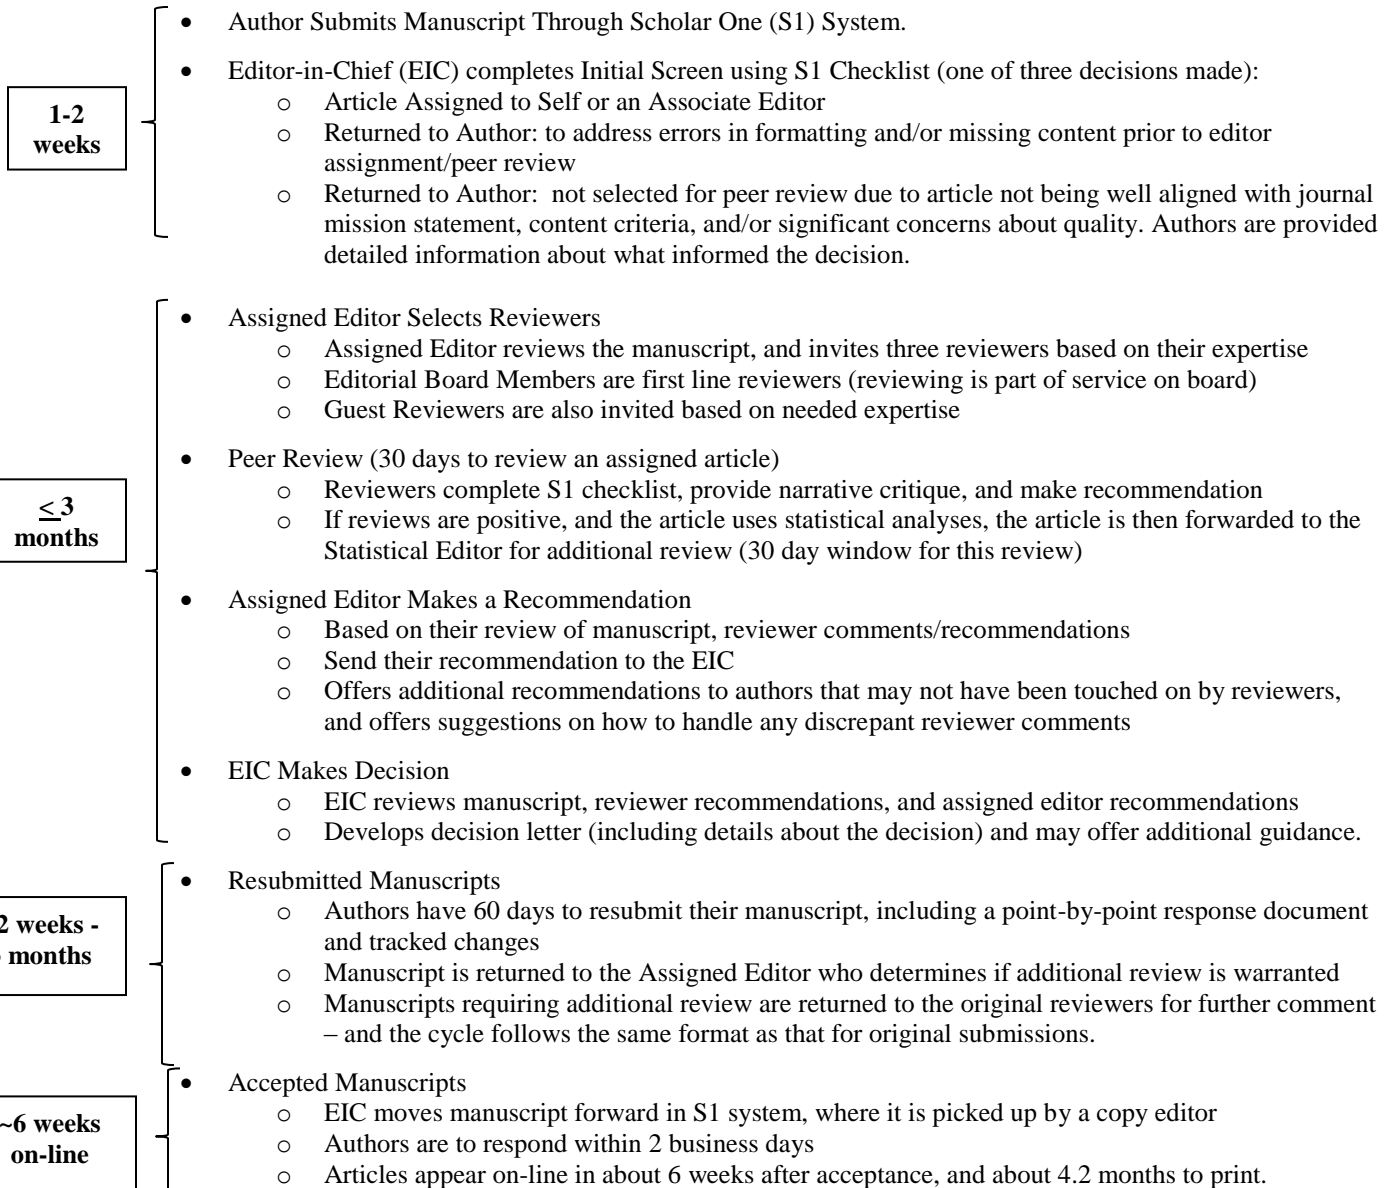 • Author Submits Manuscript Through Scholar One (S1) System.
• Editor-in-Chief (EIC) completes Initial Screen using S1 Checklist (one of three decisions made):
o Article Assigned to Self or an Associate Editor
o Returned to Author: to address errors in formatting and/or missing content prior to editor
assignment/peer review
o Returned to Author: not selected for peer review due to article not being well aligned with journal
mission statement, content criteria, and/or significant concerns about quality. Authors are provided
detailed information about what informed the decision.
1-2
weeks
• Assigned Editor Selects Reviewers
o Assigned Editor reviews the manuscript, and invites three reviewers based on their expertise
o Editorial Board Members are first line reviewers (reviewing is part of service on board)
o Guest Reviewers are also invited based on needed expertise
• Peer Review (30 days to review an assigned article)
o Reviewers complete S1 checklist, provide narrative critique, and make recommendation
o If reviews are positive, and the article uses statistical analyses, the article is then forwarded to the
Statistical Editor for additional review (30 day window for this review)
< 3
months
• Assigned Editor Makes a Recommendation
o Based on their review of manuscript, reviewer comments/recommendations
o Send their recommendation to the EIC
o Offers additional recommendations to authors that may not have been touched on by reviewers,
and offers suggestions on how to handle any discrepant reviewer comments
• EIC Makes Decision
o EIC reviews manuscript, reviewer recommendations, and assigned editor recommendations
o Develops decision letter (including details about the decision) and may offer additional guidance.
• Resubmitted Manuscripts
o Authors have 60 days to resubmit their manuscript, including a point-by-point response document
and tracked changes
o Manuscript is returned to the Assigned Editor who determines if additional review is warranted
o Manuscripts requiring additional review are returned to the original reviewers for further comment
– and the cycle follows the same format as that for original submissions.
2 weeks -
months
• Accepted Manuscripts
o EIC moves manuscript forward in S1 system, where it is picked up by a copy editor
o Authors are to respond within 2 business days
o Articles appear on-line in about 6 weeks after acceptance, and about 4.2 months to print.
~6 weeks
on-line